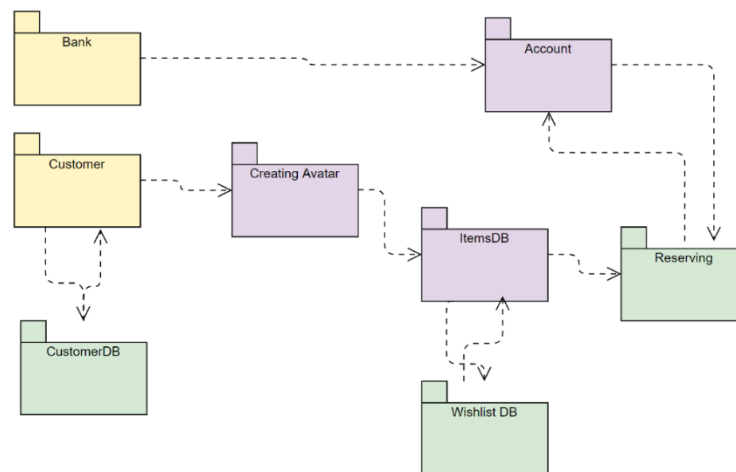 Bank
Account
Customer
Creating Avatar
ItemsDB
Reserving
CustomerDB
Wishlist DB